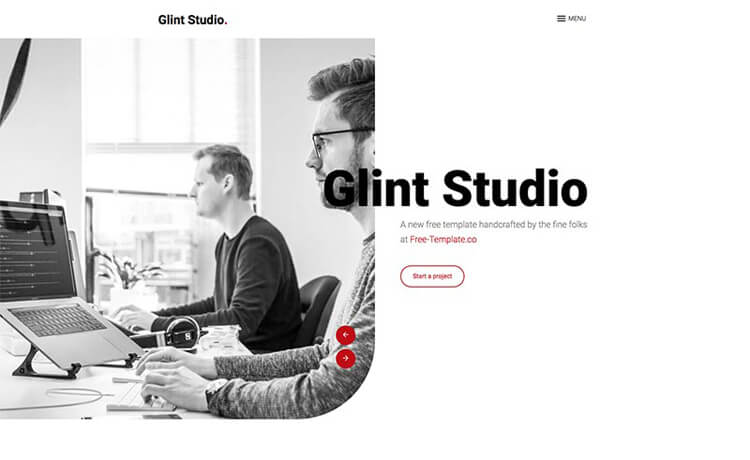 Glint Studio.
MENU
Glint Studio
A new free template handcrafted by the fine folks
at Free-Template.co
Start a project